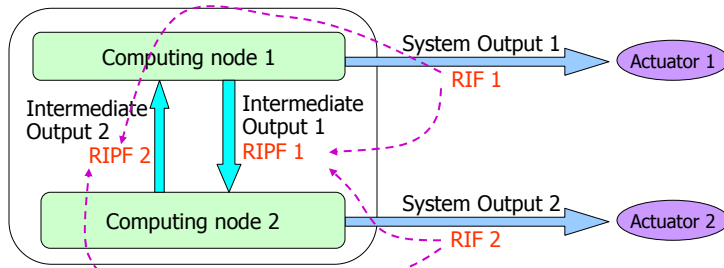 System Output 1
Computing node 1
Actuator 1
RIF 1
Intermediate
Output 2
RIPF 2
Intermediate
Output 1
RIPF 1
System Output 2
Computing node 2
Actuator 2
RIF 2